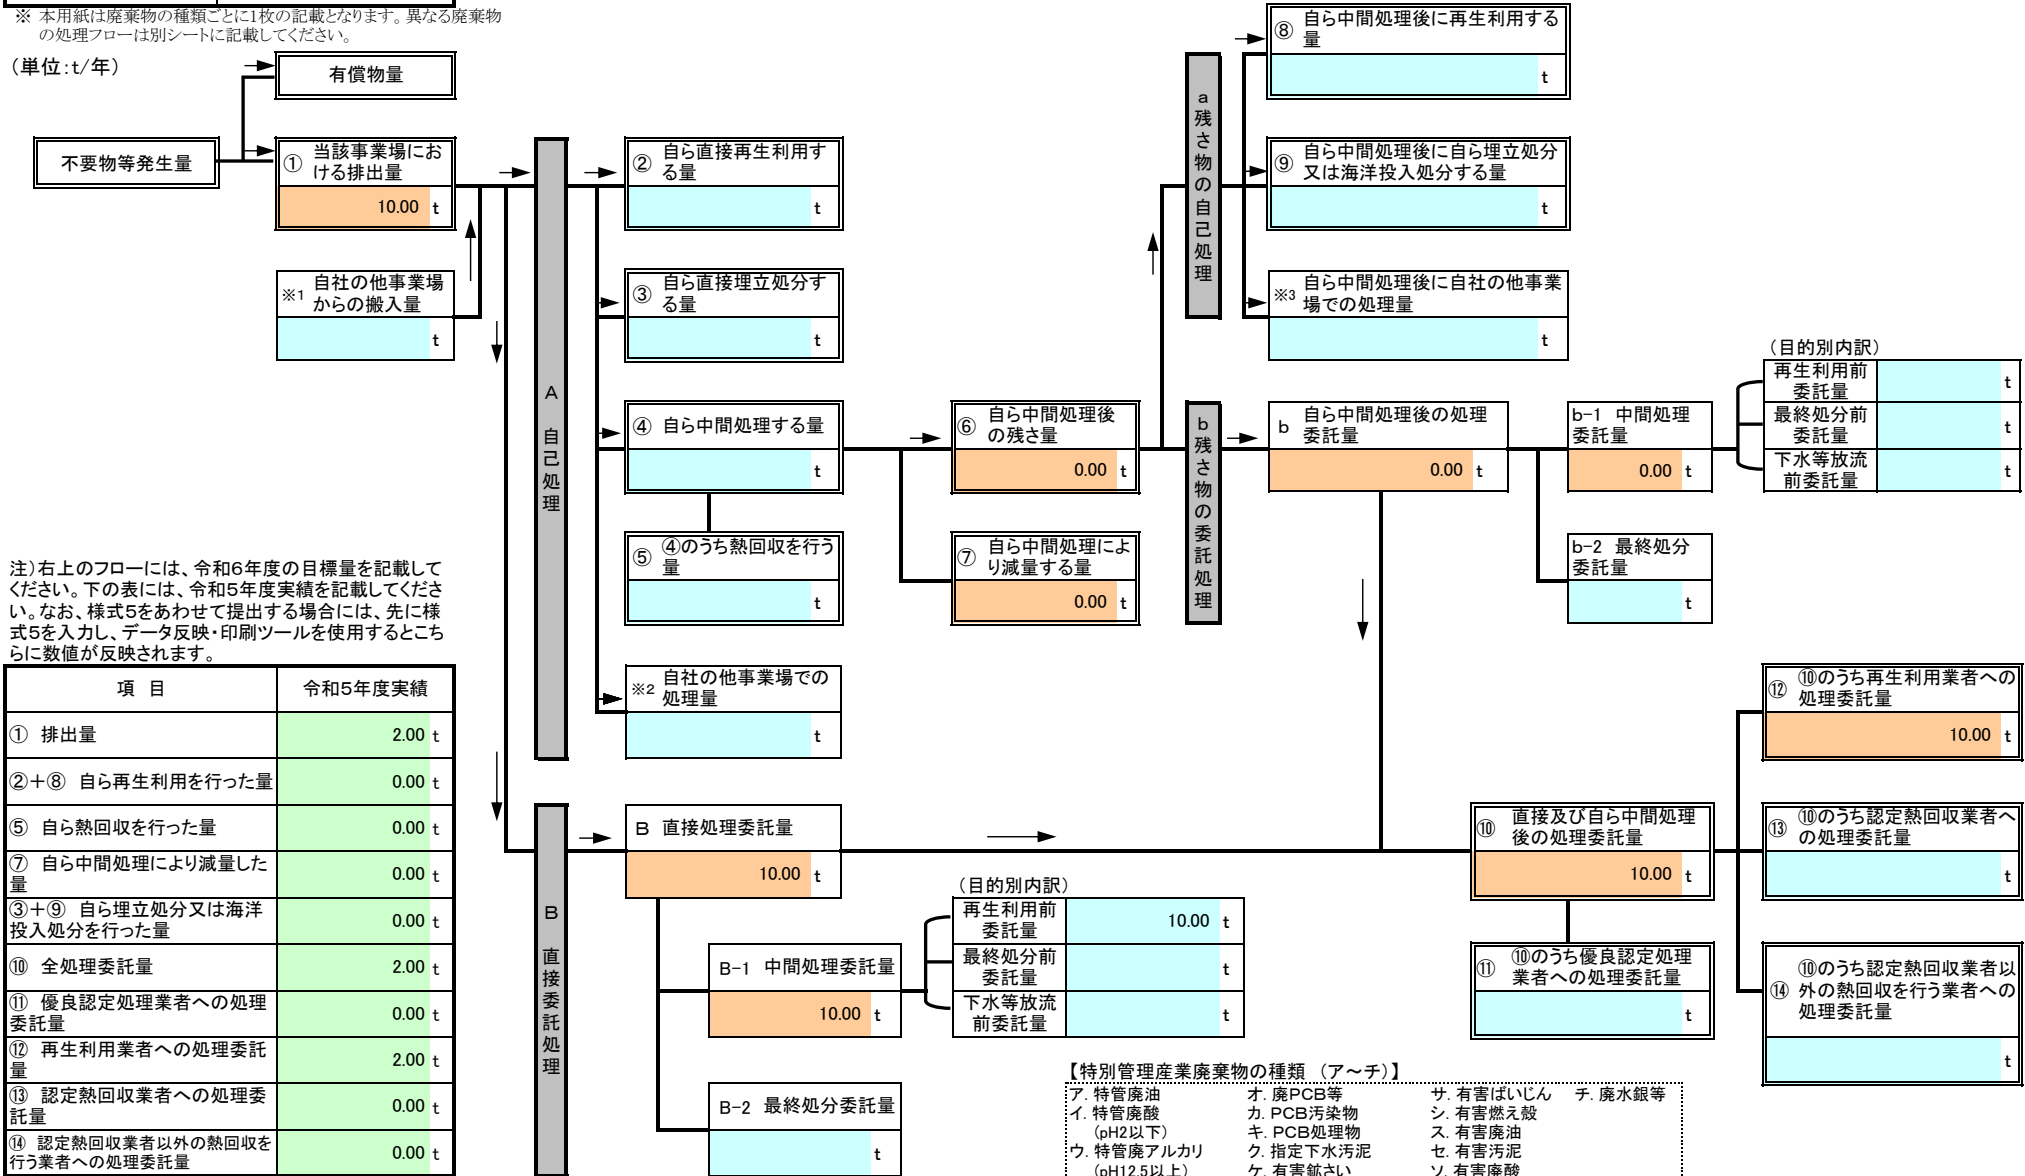 ※ 本用紙は廃棄物の種類ごとに1枚の記載となります。異なる廃棄物
の処理フローは別シートに記載してください。
（単位:t/年）
有償物量
不要物等発生量
① 当該事業場にお
ける排出量
10.00 t
※1 自社の他事業場
からの搬入量
t
A 自己処理
② 自ら直接再生利用す
る量
t
③ 自ら直接埋立処分す
る量
t
④ 自ら中間処理する量
t
⑤ ④のうち熱回収を行う
量
t
※2 自社の他事業場での
処理量
t
⑥ 自ら中間処理後
の残さ量
0.00 t
⑦ 自ら中間処理によ
り減量する量
0.00 t
a 残さ物の自己処理
⑧ 自ら中間処理後に再生利用する
量
t
⑨ 自ら中間処理後に自ら埋立処分
又は海洋投入処分する量
t
※3 自ら中間処理後に自社の他事業
場での処理量
t
b 残さ物の委託処理
b 自ら中間処理後の処理
委託量
0.00 t
b-1 中間処理
委託量
0.00 t
（目的別内訳）
再生利用前
委託量
t
最終処分前
委託量
t
下水等放流
前委託量
t
b-2 最終処分
委託量
t
注）右上のフローには、令和6年度の目標量を記載して
ください。下の表には、令和5年度実績を記載してくださ
い。なお、様式5をあわせて提出する場合には、先に様
式5を入力し、データ反映・印刷ツールを使用するとこち
らに数値が反映されます。
項 目 令和5年度実績
① 排出量 2.00 t
②+⑧ 自ら再生利用を行った量 0.00 t
⑤ 自ら熱回収を行った量 0.00 t
⑦ 自ら中間処理により減量した
量 0.00 t
③+⑨ 自ら埋立処分又は海洋
投入処分を行った量 0.00 t
⑩ 全処理委託量 2.00 t
⑪ 優良認定処理業者への処理
委託量 0.00 t
⑫ 再生利用業者への処理委託
量 2.00 t
⑬ 認定熱回収業者への処理委
託量 0.00 t
⑭ 認定熱回収業者以外の熱回収を
行う業者への処理委託量 0.00 t
B 直接委託処理
B 直接処理委託量
10.00 t
B-1 中間処理委託量
10.00 t
（目的別内訳）
再生利用前
委託量
10.00 t
最終処分前
委託量
t
下水等放流
前委託量
t
B-2 最終処分委託量
t
⑩ 直接及び自ら中間処理
後の処理委託量
10.00 t
⑪ ⑩のうち優良認定処理
業者への処理委託量
t
⑫ ⑩のうち再生利用業者への
処理委託量
10.00 t
⑬ ⑩のうち認定熱回収業者へ
の処理委託量
t
⑭ ⑩のうち認定熱回収業者以
外の熱回収を行う業者への
処理委託量
t
【特別管理産業廃棄物の種類 （ア～チ）】
ア. 特管廃油 オ. 廃PCB等 サ. 有害ばいじん チ. 廃水銀等
イ. 特管廃酸 カ. PCB汚染物 シ. 有害燃え殻
（pH2以下） キ. PCB処理物 ス. 有害廃油
ウ. 特管廃アルカリ ク. 指定下水汚泥 セ. 有害汚泥
（pH12.5以上） ケ. 有害鉱さい ソ. 有害廃酸